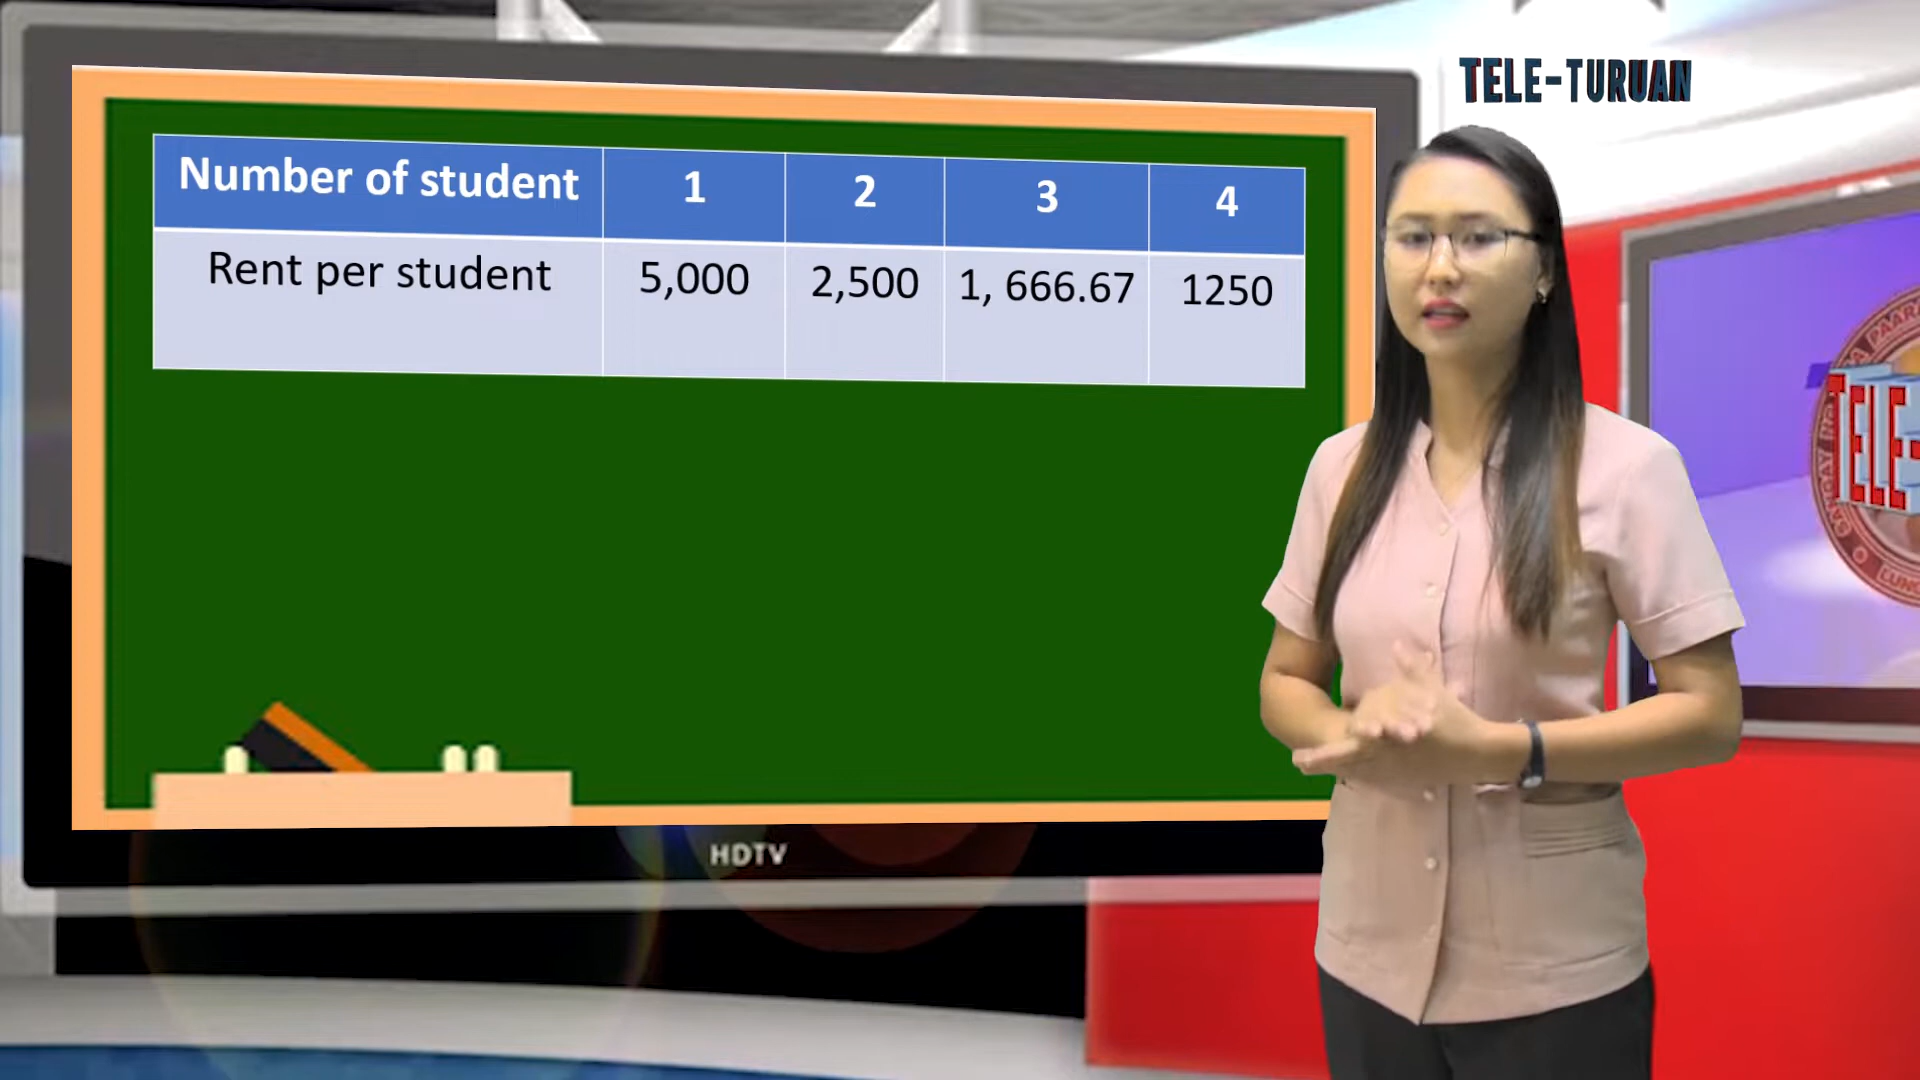 TELE-TURUAN
Number of student 1 2 3 4
Rent per student 5,000 2,500 1, 666.67 1250
HDTV
TELE-